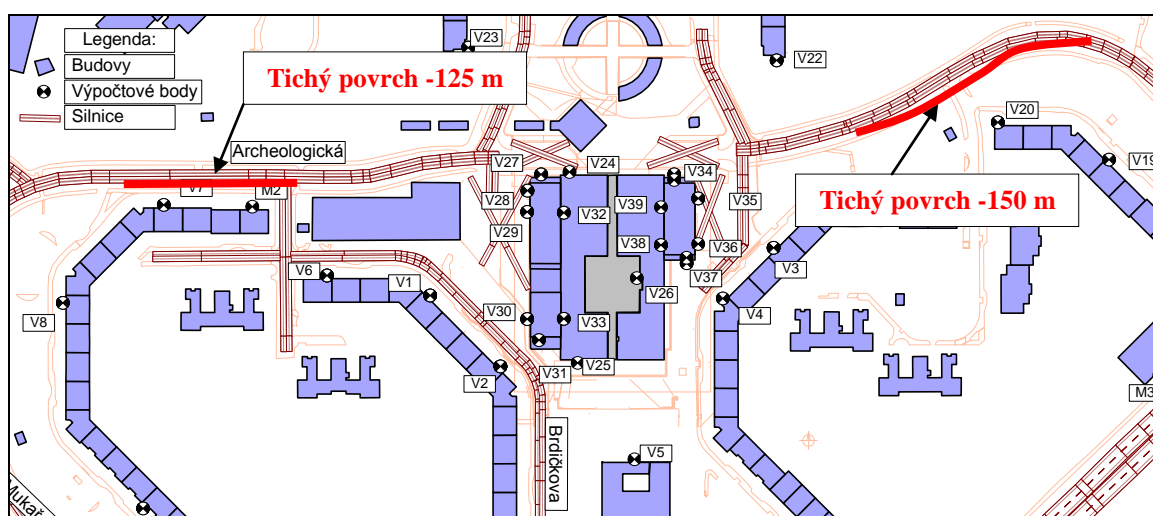 Legenda:
Budovy
Výpočtové body
Silnice
Tichý povrch -125 m
Archeologická
V23
V22
V20
V19
V27
V24
V34
V7
M2
V28
V32
V39
V35
Tichý povrch -150 m
V29
V38
V36
V6
V1
V37
V3
V26
V8
V30
V33
V4
V31
V25
V2
M3
V5
Brdičkova